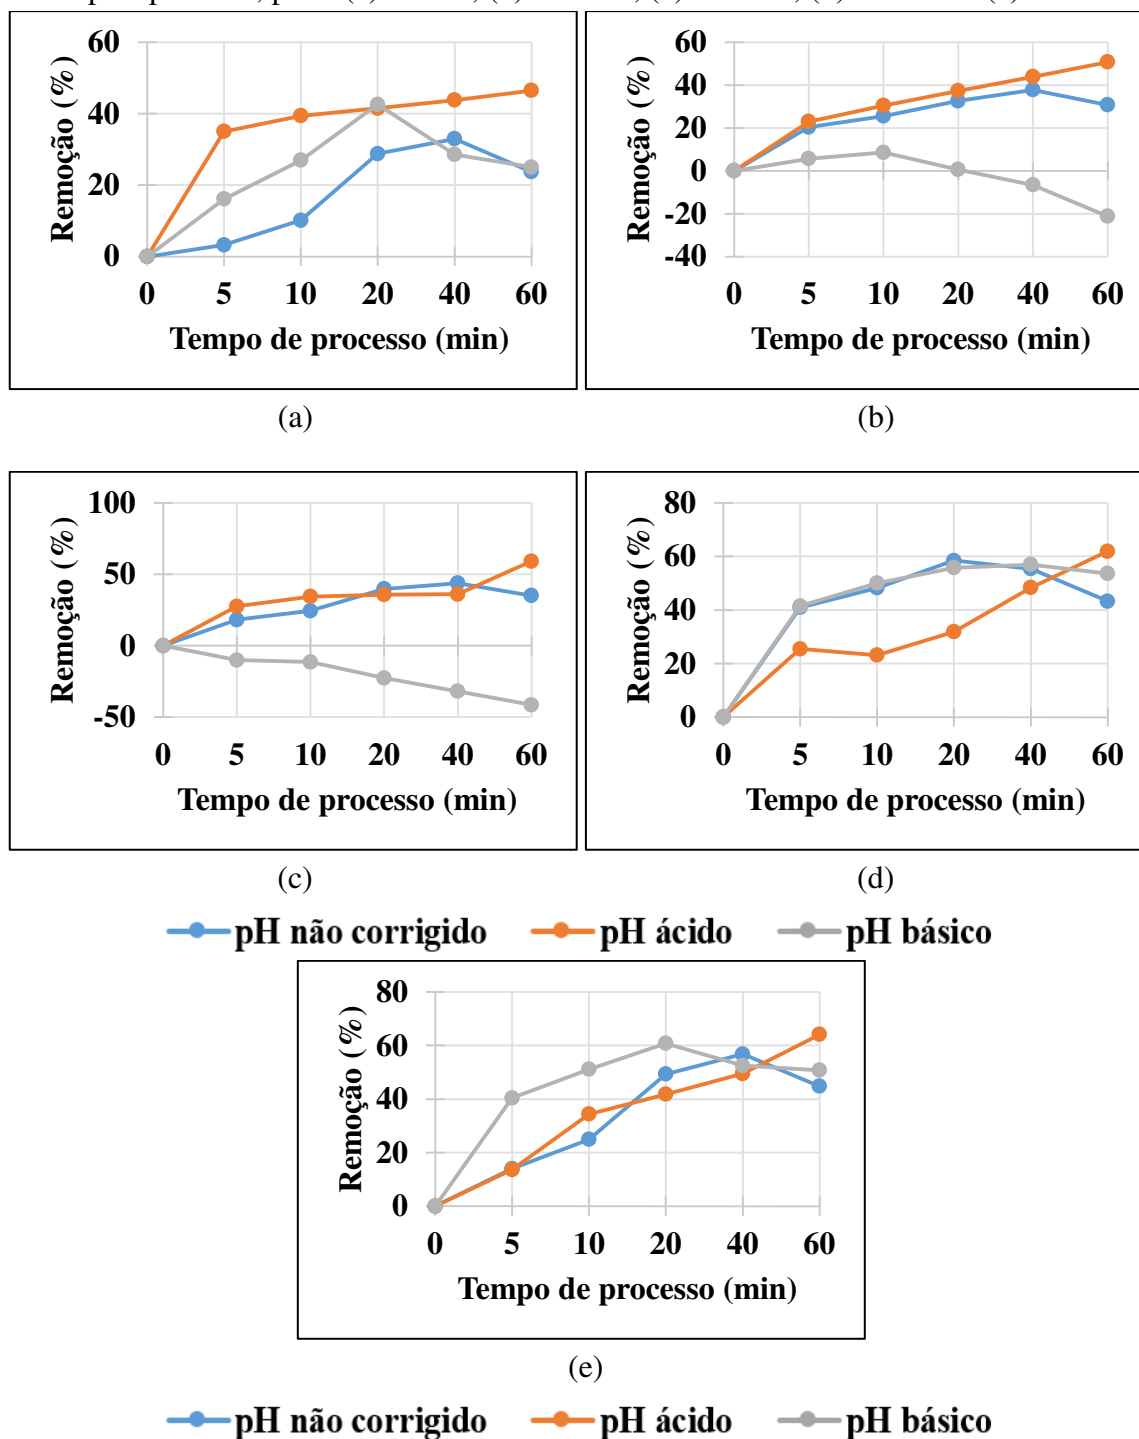 60
40
20
0
0 5 10 20 40 60
Remoção (%)
Tempo de processo (min)
(a)
60
40
20
0
-20
-40
0 5 10 20 40 60
Remoção (%)
Tempo de processo (min)
(b)
100
50
0
-50
0 5 10 20 40 60
Remoção (%)
Tempo de processo (min)
(c)
80
60
40
20
0
0 5 10 20 40 60
Remoção (%)
Tempo de processo (min)
(d)
pH não corrigido pH ácido pH básico
80
60
40
20
0
0 5 10 20 40 60
Remoção (%)
Tempo de processo (min)
(e)
pH não corrigido pH ácido pH básico